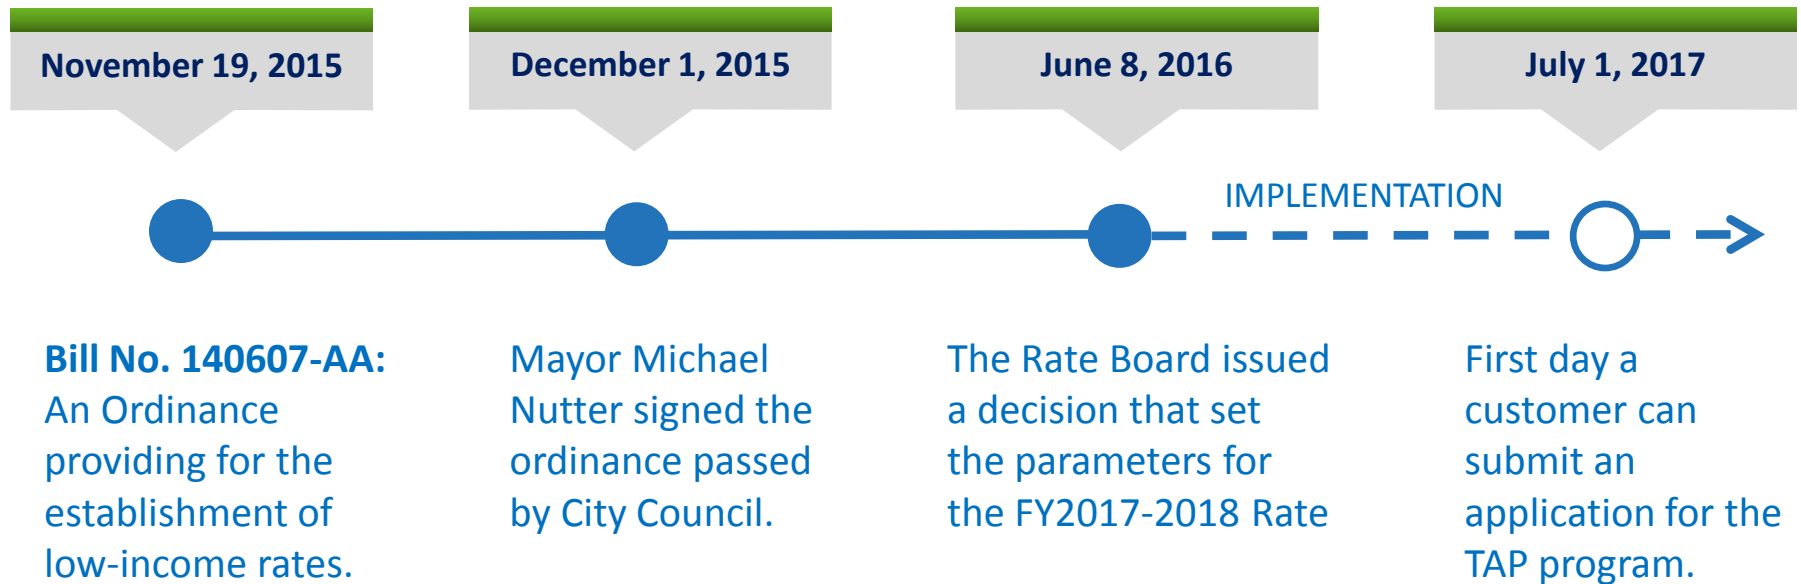 November 19, 2015
December 1, 2015
June 8, 2016
July 1, 2017
IMPLEMENTATION
Bill No. 140607-AA:
An Ordinance
providing for the
establishment of
low-income rates.
Mayor Michael
Nutter signed the
ordinance passed
by City Council.
The Rate Board issued
a decision that set
the parameters for
the FY2017-2018 Rate
First day a
customer can
submit an
application for the
TAP program.